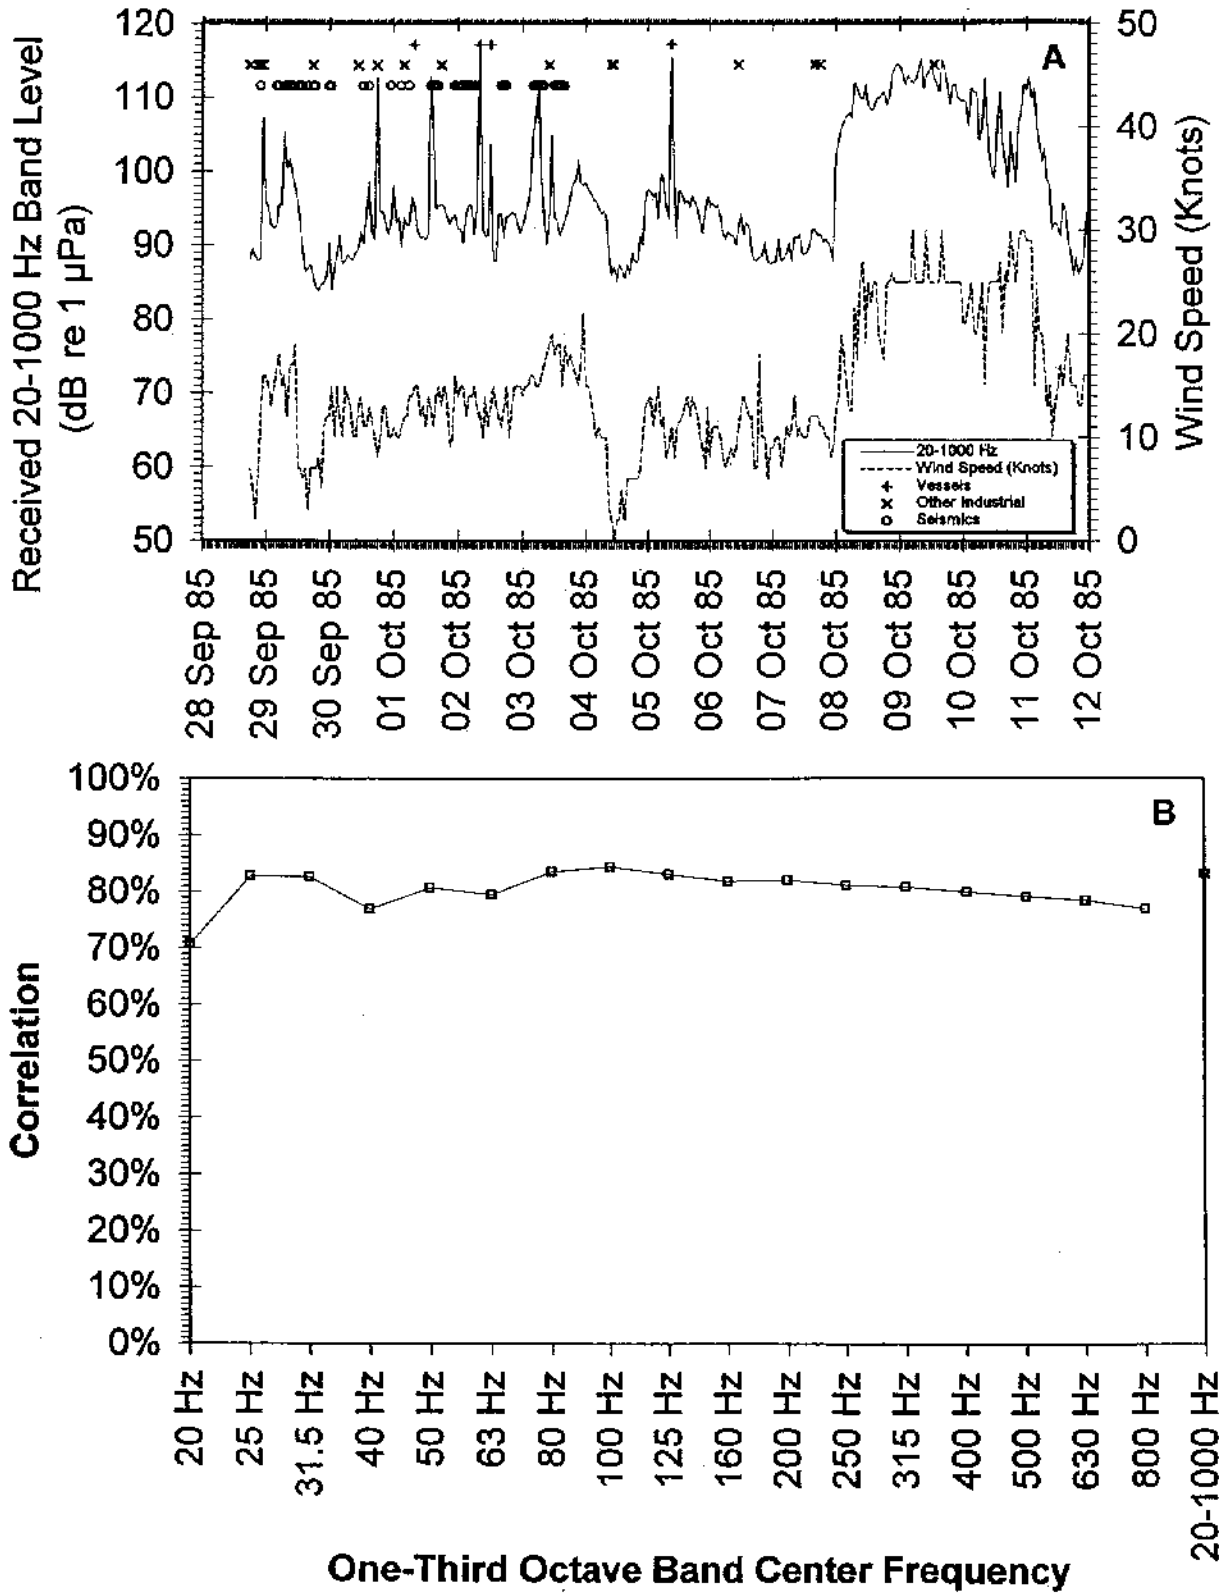 Received 20-1000 Hz Band Level
(dB re 1 µPa)
120
110
100
90
80
70
60
50
A
50
40
30
20
10
0
Wind Speed (Knots)
20-1000 Hz
Wind Speed (Knots)
Vessels
Other Industrial
Seismics
28 Sep 85
29 Sep 85
30 Sep 85
01 Oct 85
02 Oct 85
03 Oct 85
04 Oct 85
05 Oct 85
06 Oct 85
07 Oct 85
08 Oct 85
09 Oct 85
10 Oct 85
11 Oct 85
12 Oct 85
Correlation
100%
90%
80%
70%
60%
50%
40%
30%
20%
10%
0%
B
20 Hz
25 Hz
31.5 Hz
40 Hz
50 Hz
63 Hz
80 Hz
100 Hz
125 Hz
160 Hz
200 Hz
250 Hz
315 Hz
400 Hz
500 Hz
630 Hz
800 Hz
20-1000 Hz
One-Third Octave Band Center Frequency